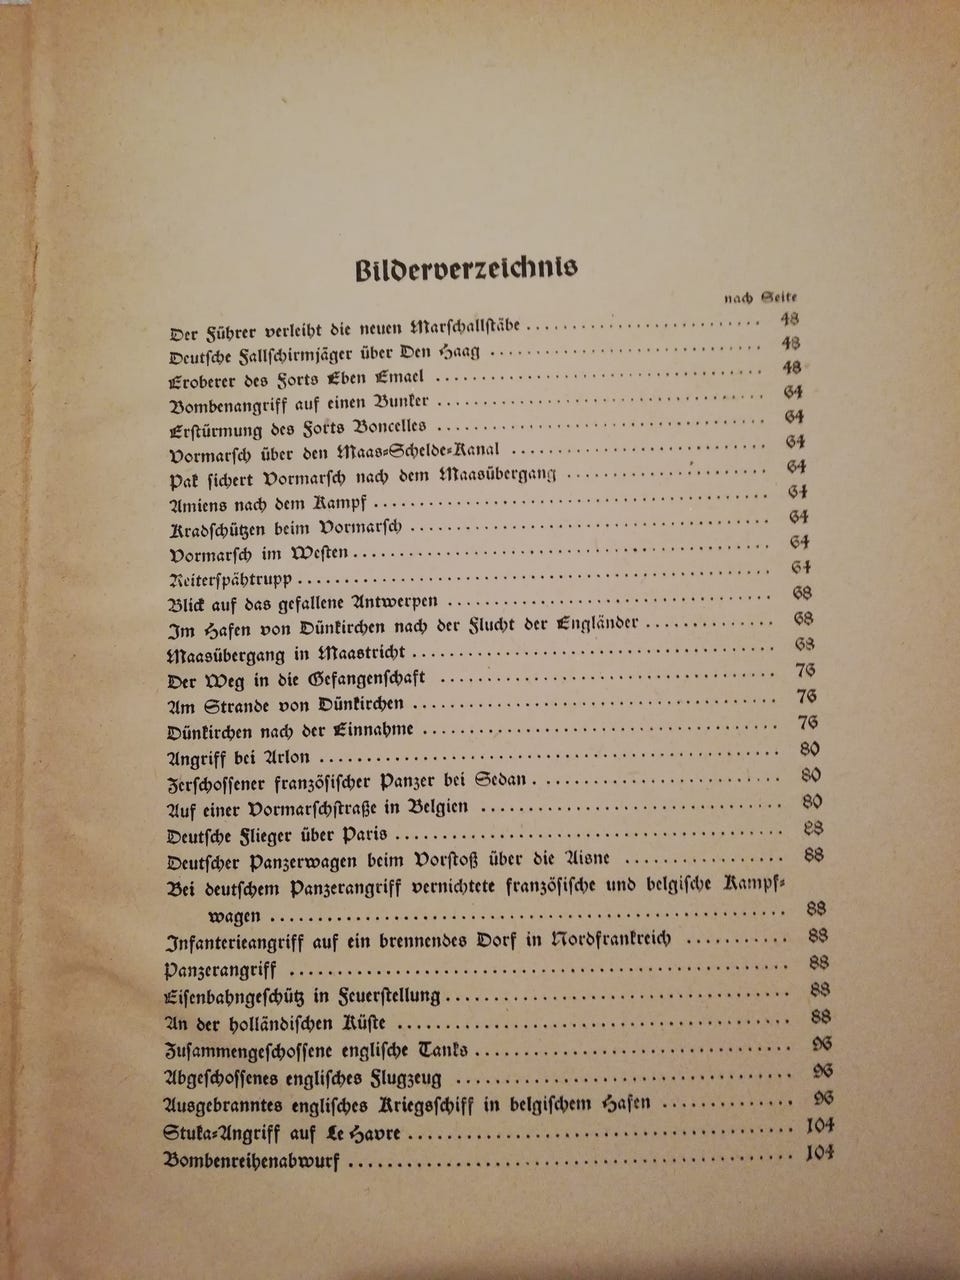 Bilderverzeichnis
nach Seite
Der Führer verleiht die neuen Marschallstäbe ............................ 48
Deutsche Fallschirmjäger über Den Haag ............................ 48
Eroberer des Forts Eben Emael ............................ 48
Bombenangriff auf einen Bunker ............................ 64
Erstürmung des Forts Boncelles ............................ 64
Vormarsch über den Maas-Schelde-Kanal ............................ 64
Pak sichert Vormarsch nach dem Maasübergang ............................ 64
Amiens nach dem Kampf ............................ 64
Kradschützen beim Vormarsch ............................ 64
Vormarsch im Westen ............................ 64
Reiterspähtrupp ............................ 64
Blick auf das gefallene Antwerpen ............................ 68
Im Hafen von Dünkirchen nach der Flucht der Engländer .............. 68
Maasübergang in Maastricht ............................ 68
Der Weg in die Gefangenschaft ............................ 76
Am Strande von Dünkirchen ............................ 76
Dünkirchen nach der Einnahme ............................ 76
Angriff bei Arlon ............................ 80
Zerschossener französischer Panzer bei Sedan ............................ 80
Auf einer Vormarschstraße in Belgien ............................ 80
Deutsche Flieger über Paris ............................ 88
Deutscher Panzerwagen beim Vorstoß über die Aisne ................. 88
Bei deutschem Panzerangriff vernichtete französische und belgische Kampf-
wagen ............................ 88
Infanterieangriff auf ein brennendes Dorf in Nordfrankreich ........... 88
Panzerangriff ............................ 88
Eisenbahngeschütz in Feuerstellung ............................ 88
An der holländischen Küste ............................ 88
Zusammengeschossene englische Tanks ............................ 96
Abgeschossenes englisches Flugzeug ............................ 96
Ausgebranntes englisches Kriegsschiff in belgischem Hafen ............. 96
Stuka-Angriff auf Le Havre ............................ 104
Bombenreihenabwurf ............................ 104